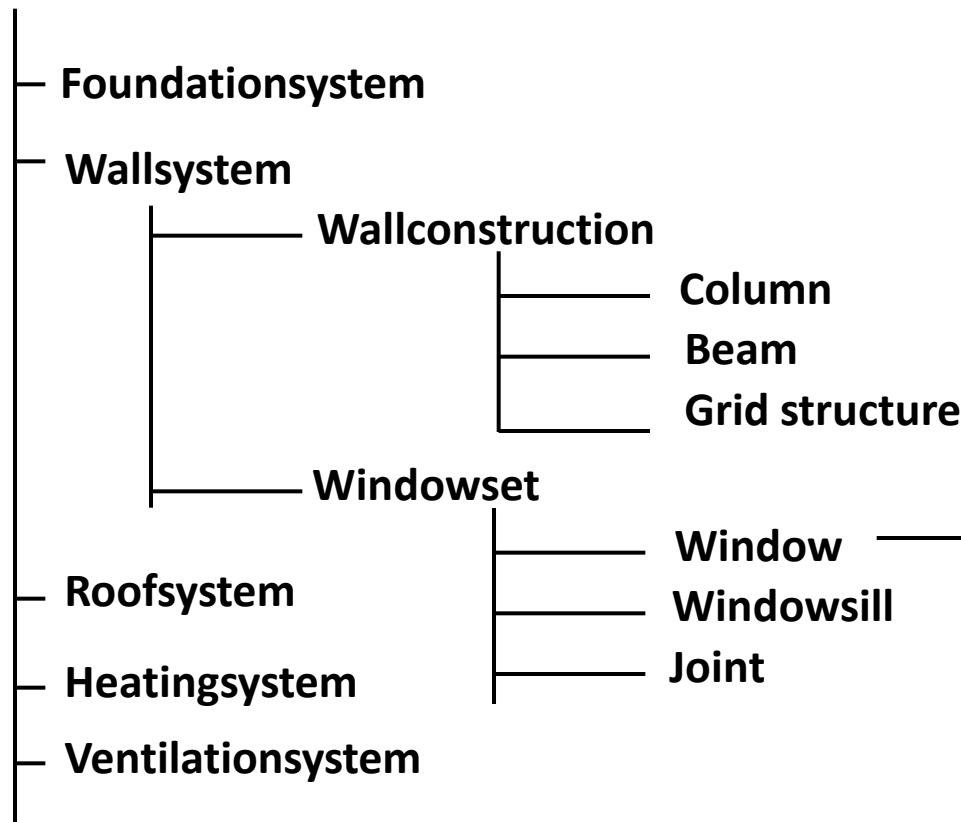 Foundationsystem
Wallsystem
Wallconstruction
Column
Beam
Grid structure
Windowset
Window
Windowsill
Joint
Roofsystem
Heatingsystem
Ventilationsystem